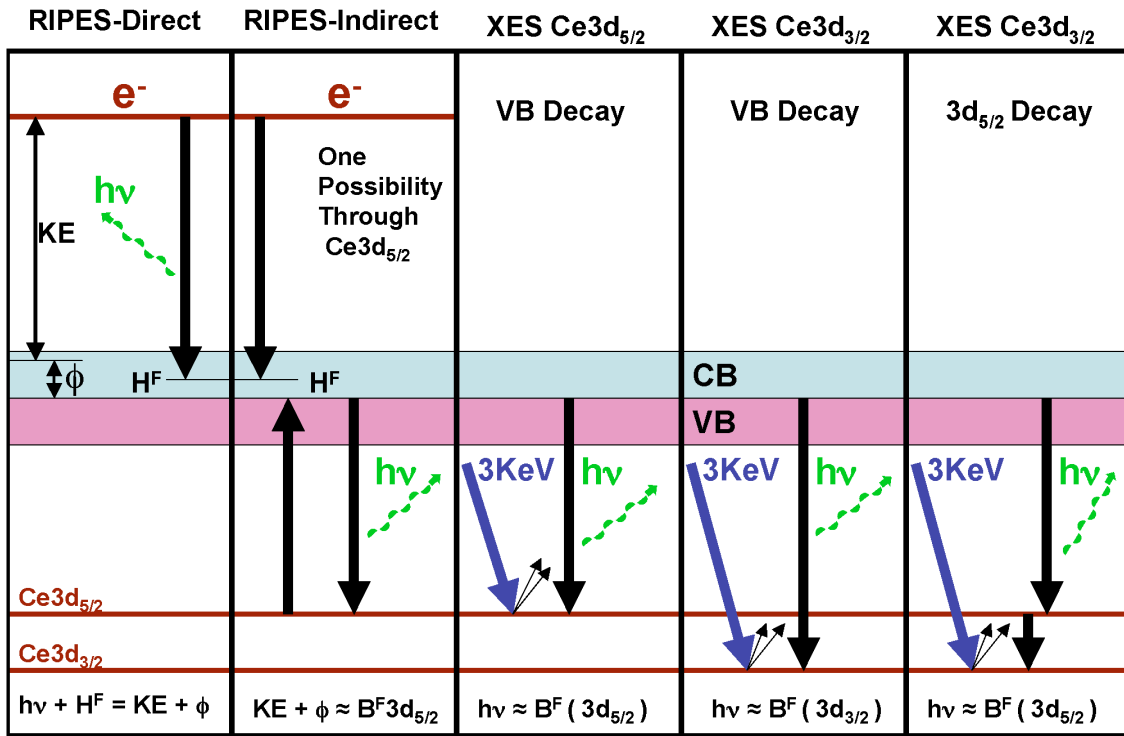 RIPES-Direct
RIPES-Indirect
XES Ce3d₅/₂
XES Ce3d₃/₂
XES Ce3d₃/₂
e⁻
hν
KE
ϕ
Hᶠ
e⁻
One
Possibility
Through
Ce3d₅/₂
Hᶠ
hν
VB Decay
3KeV
hν
VB Decay
CB
VB
3KeV
hν
3d₅/₂ Decay
3KeV
hν
Ce3d₅/₂
Ce3d₃/₂
hν + Hᶠ = KE + ϕ
KE + ϕ ≈ Bᶠ3d₅/₂
hν ≈ Bᶠ ( 3d₅/₂ )
hν ≈ Bᶠ ( 3d₃/₂ )
hν ≈ Bᶠ ( 3d₅/₂ )